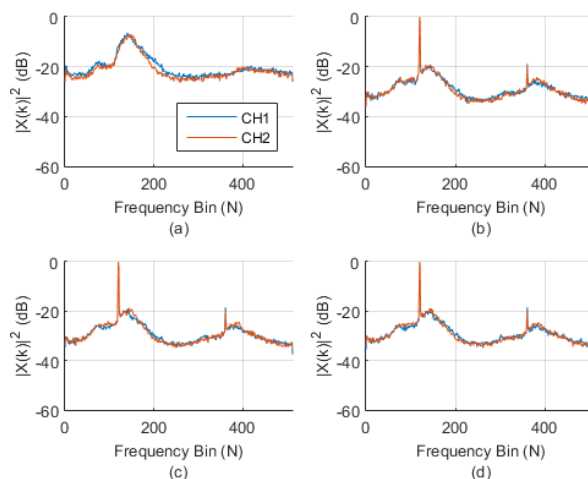 0
-20
-40
-60
|X(k)|² (dB)
CH1
CH2
0 200 400
Frequency Bin (N)
(a)
0
-20
-40
-60
|X(k)|² (dB)
0 200 400
Frequency Bin (N)
(b)
0
-20
-40
-60
|X(k)|² (dB)
0 200 400
Frequency Bin (N)
(c)
0
-20
-40
-60
|X(k)|² (dB)
0 200 400
Frequency Bin (N)
(d)